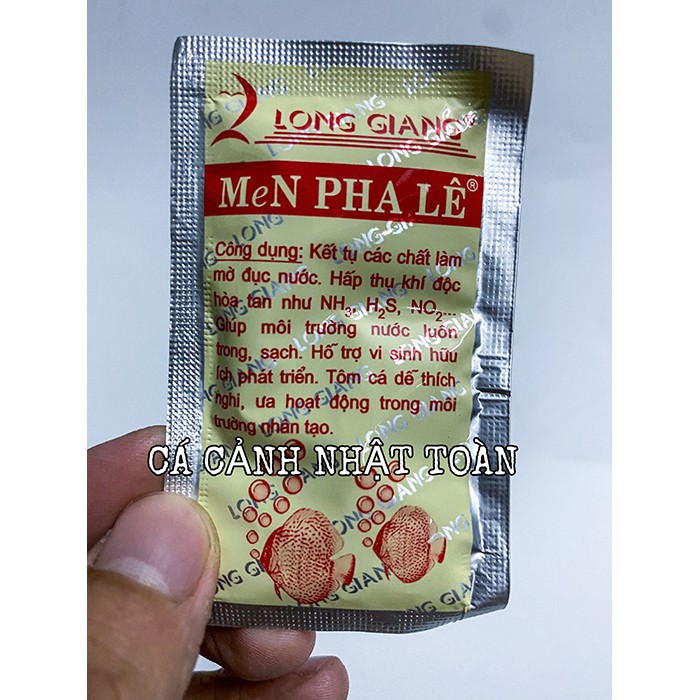 LONG GIANG®
MeN PHA LÊ®
Công dụng: Kết tụ các chất làm
mờ đục nước. Hấp thụ khí độc
hòa tan như NH₃, H₂S, NO₂...
Giúp môi trường nước luôn
trong, sạch. Hỗ trợ vi sinh hữu
ích phát triển. Tôm cá dễ thích
nghi, ưa hoạt động trong môi
trường nhân tạo.
CÁ CẢNH NHẬT TOÀN